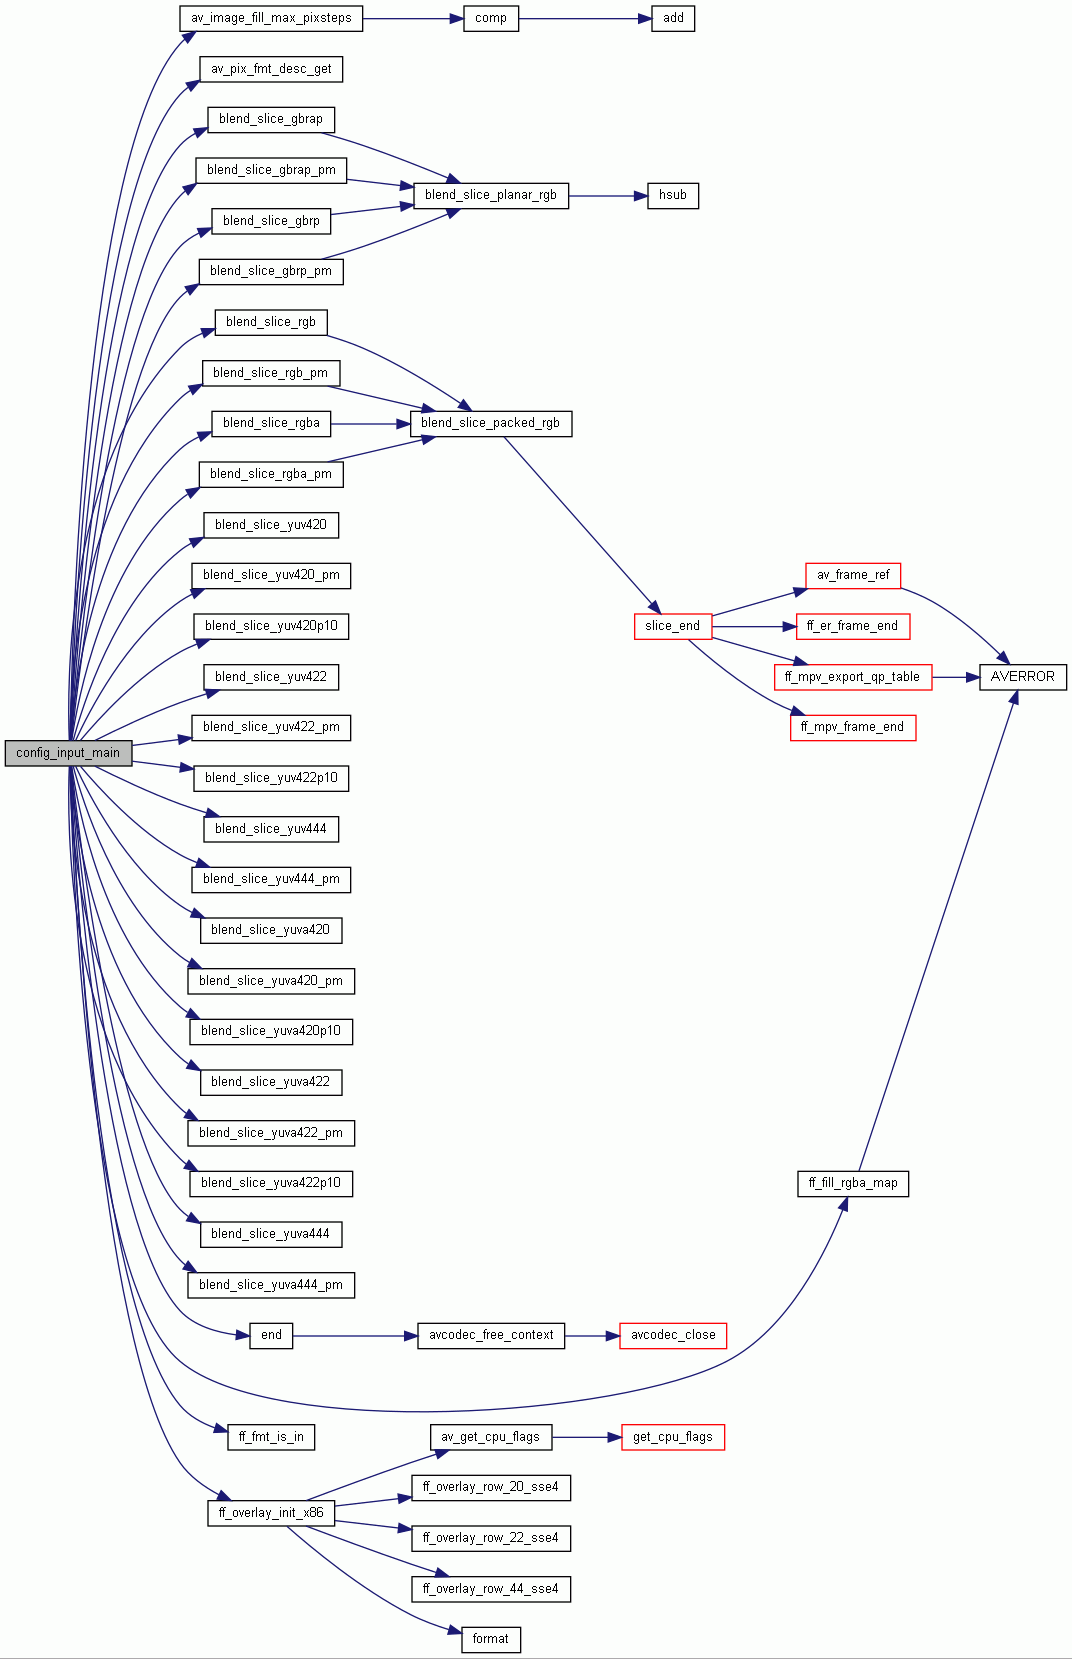 av_image_fill_max_pixsteps
comp
add
av_pix_fmt_desc_get
blend_slice_gbrap
blend_slice_gbrap_pm
blend_slice_planar_rgb
hsub
blend_slice_gbrp
blend_slice_gbrp_pm
blend_slice_rgb
blend_slice_rgb_pm
blend_slice_rgba
blend_slice_packed_rgb
blend_slice_rgba_pm
blend_slice_yuv420
blend_slice_yuv420_pm
av_frame_ref
blend_slice_yuv420p10
slice_end
ff_er_frame_end
blend_slice_yuv422
ff_mpv_export_qp_table
AVERROR
blend_slice_yuv422_pm
ff_mpv_frame_end
config_input_main
blend_slice_yuv422p10
blend_slice_yuv444
blend_slice_yuv444_pm
blend_slice_yuva420
blend_slice_yuva420_pm
blend_slice_yuva420p10
blend_slice_yuva422
blend_slice_yuva422_pm
blend_slice_yuva422p10
ff_fill_rgba_map
blend_slice_yuva444
blend_slice_yuva444_pm
end
avcodec_free_context
avcodec_close
ff_fmt_is_in
av_get_cpu_flags
get_cpu_flags
ff_overlay_row_20_sse4
ff_overlay_init_x86
ff_overlay_row_22_sse4
ff_overlay_row_44_sse4
format